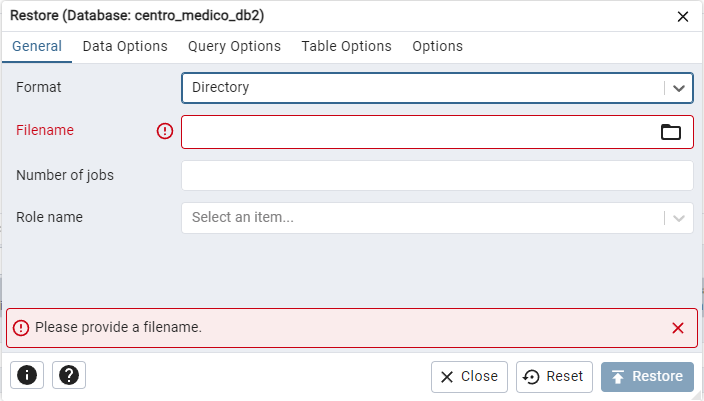 Restore (Database: centro_medico_db2)
General Data Options Query Options Table Options Options
Format Directory
Filename
Number of jobs
Role name Select an item...
Please provide a filename.
Close Reset Restore